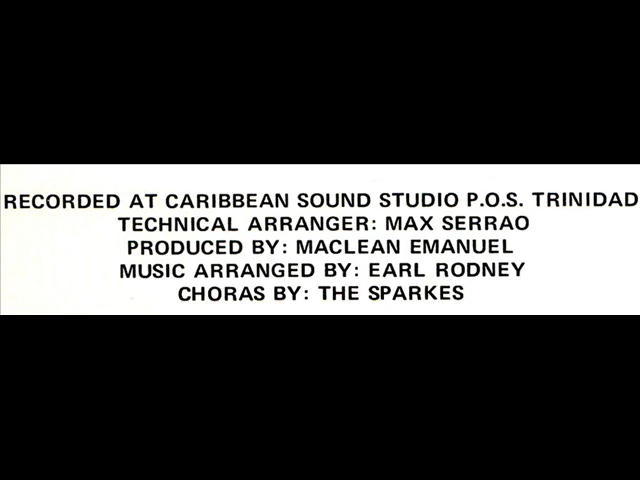 RECORDED AT CARIBBEAN SOUND STUDIO P.O.S. TRINIDAD
TECHNICAL ARRANGER: MAX SERRAO
PRODUCED BY: MACLEAN EMANUEL
MUSIC ARRANGED BY: EARL RODNEY
CHORAS BY: THE SPARKES